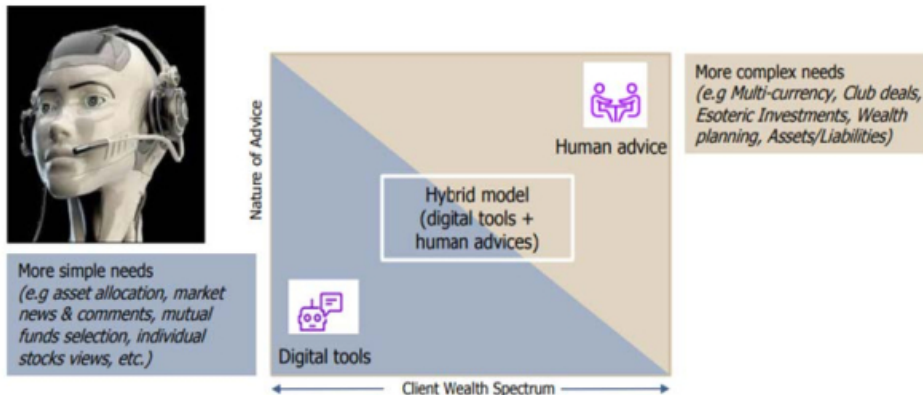 More complex needs
(e.g Multi-currency, Club deals,
Esoteric Investments, Wealth
planning, Assets/Liabilities)
Human advice
Nature of Advice
Hybrid model
(digital tools +
human advices)
More simple needs
(e.g asset allocation, market
news & comments, mutual
funds selection, individual
stocks views, etc.)
Digital tools
Client Wealth Spectrum